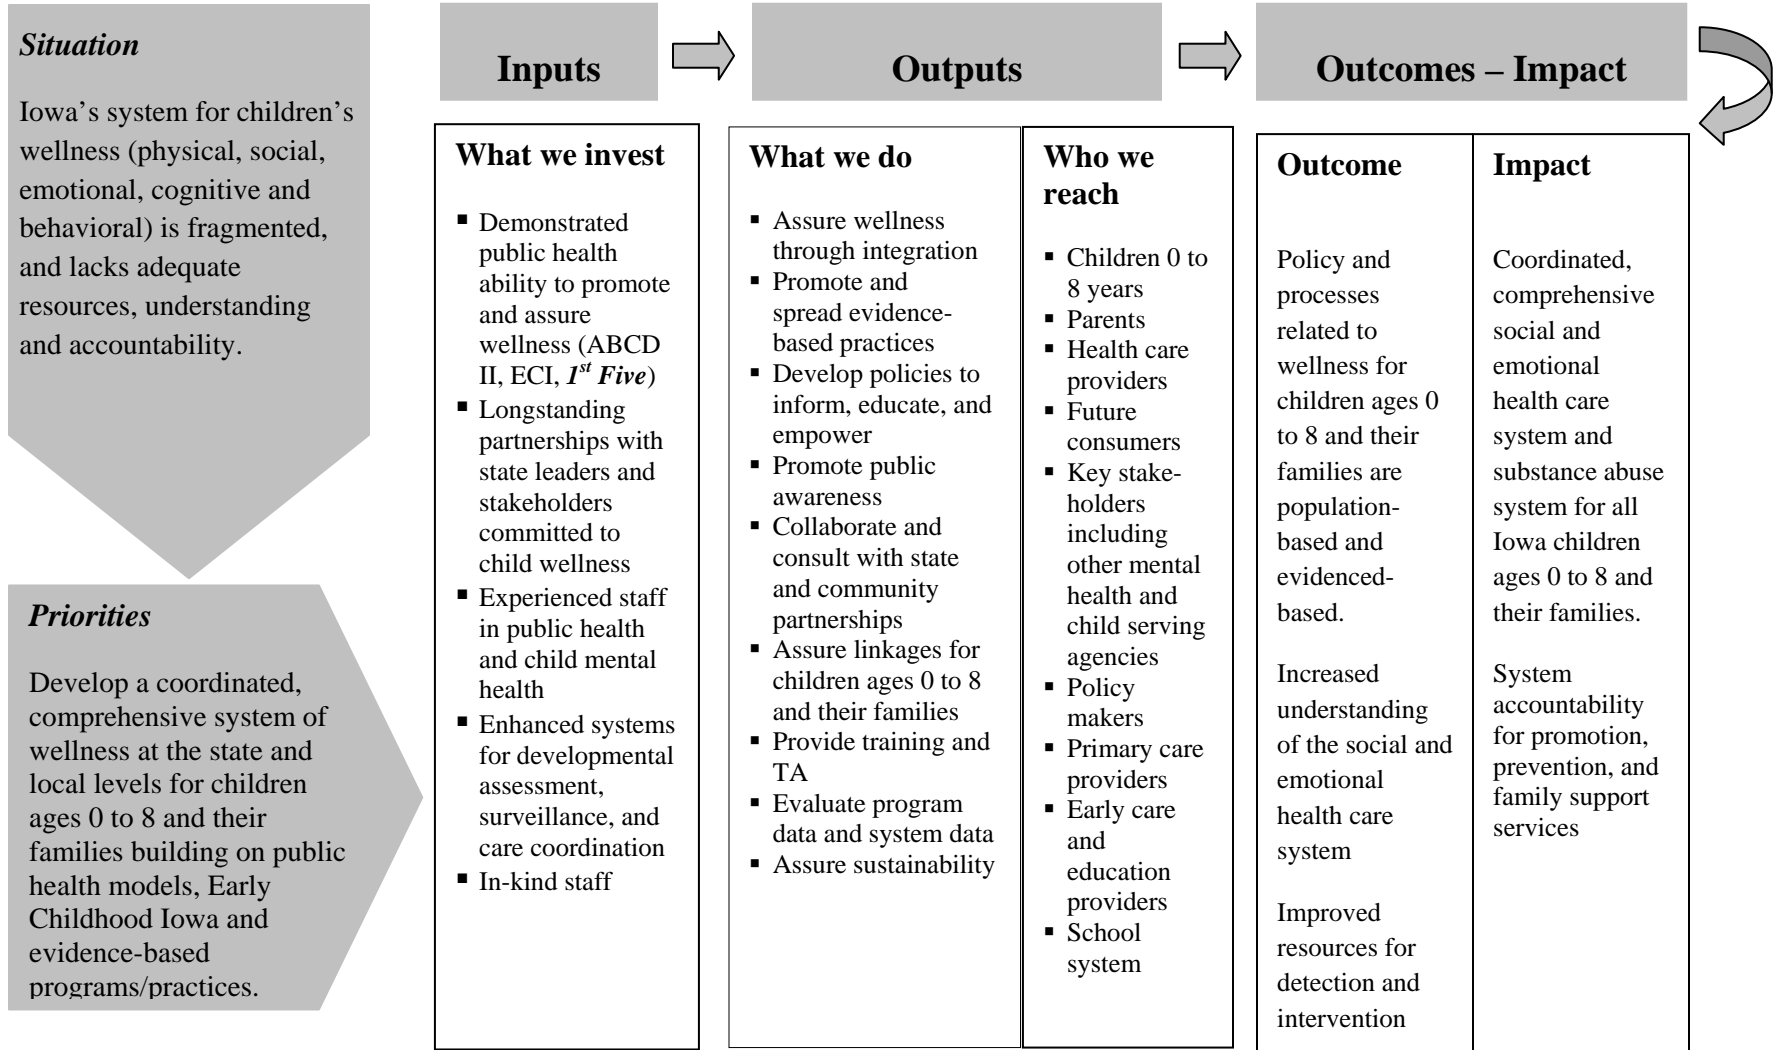 Situation
Iowa’s system for children’s
wellness (physical, social,
emotional, cognitive and
behavioral) is fragmented,
and lacks adequate
resources, understanding
and accountability.
Priorities
Develop a coordinated,
comprehensive system of
wellness at the state and
local levels for children
ages 0 to 8 and their
families building on public
health models, Early
Childhood Iowa and
evidence-based
programs/practices.
Inputs
What we invest
▪ Demonstrated
public health
ability to promote
and assure
wellness (ABCD
II, ECI, 1st Five)
▪ Longstanding
partnerships with
state leaders and
stakeholders
committed to
child wellness
▪ Experienced staff
in public health
and child mental
health
▪ Enhanced systems
for developmental
assessment,
surveillance, and
care coordination
▪ In-kind staff
Outputs
What we do
▪ Assure wellness
through integration
▪ Promote and
spread evidence-
based practices
▪ Develop policies to
inform, educate, and
empower
▪ Promote public
awareness
▪ Collaborate and
consult with state
and community
partnerships
▪ Assure linkages for
children ages 0 to 8
and their families
▪ Provide training and
TA
▪ Evaluate program
data and system data
▪ Assure sustainability
Who we
reach
▪ Children 0 to
8 years
▪ Parents
▪ Health care
providers
▪ Future
consumers
▪ Key stake-
holders
including
other mental
health and
child serving
agencies
▪ Policy
makers
▪ Primary care
providers
▪ Early care
and
education
providers
▪ School
system
Outcomes – Impact
Outcome
Policy and
processes
related to
wellness for
children ages 0
to 8 and their
families are
population-
based and
evidenced-
based.
Increased
understanding
of the social and
emotional
health care
system
Improved
resources for
detection and
intervention
Impact
Coordinated,
comprehensive
social and
emotional
health care
system and
substance abuse
system for all
Iowa children
ages 0 to 8 and
their families.
System
accountability
for promotion,
prevention, and
family support
services